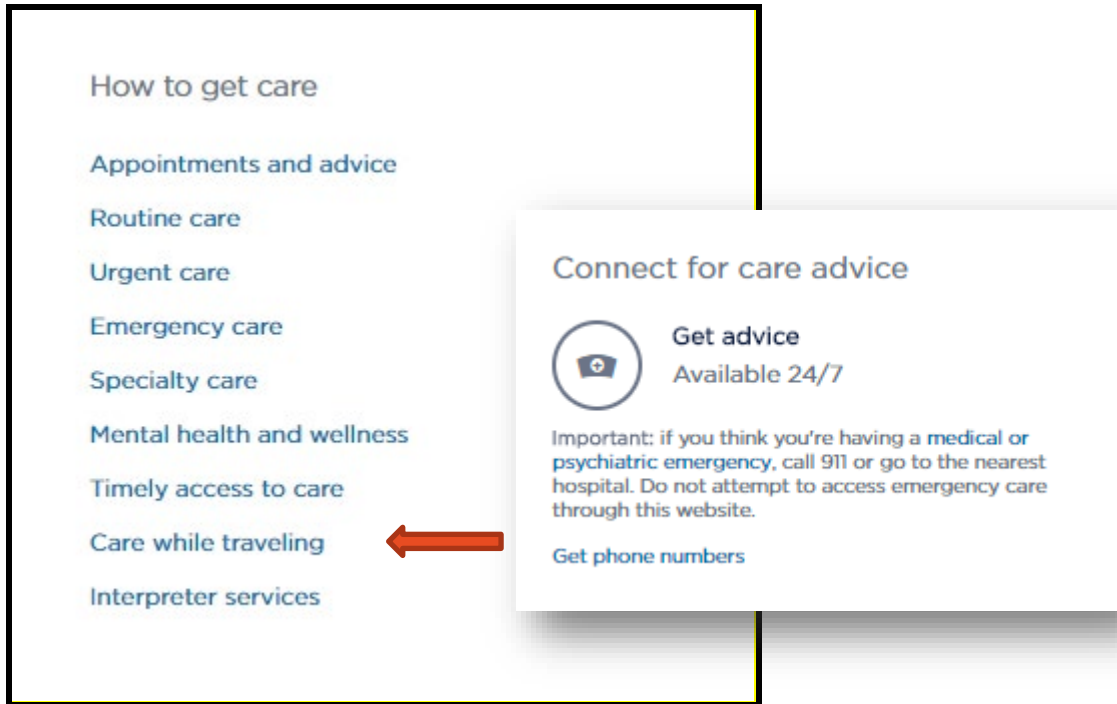 How to get care
Appointments and advice
Routine care
Urgent care
Emergency care
Specialty care
Mental health and wellness
Timely access to care
Care while traveling
Interpreter services
Connect for care advice
Get advice
Available 24/7
Important: if you think you're having a medical or
psychiatric emergency, call 911 or go to the nearest
hospital. Do not attempt to access emergency care
through this website.
Get phone numbers